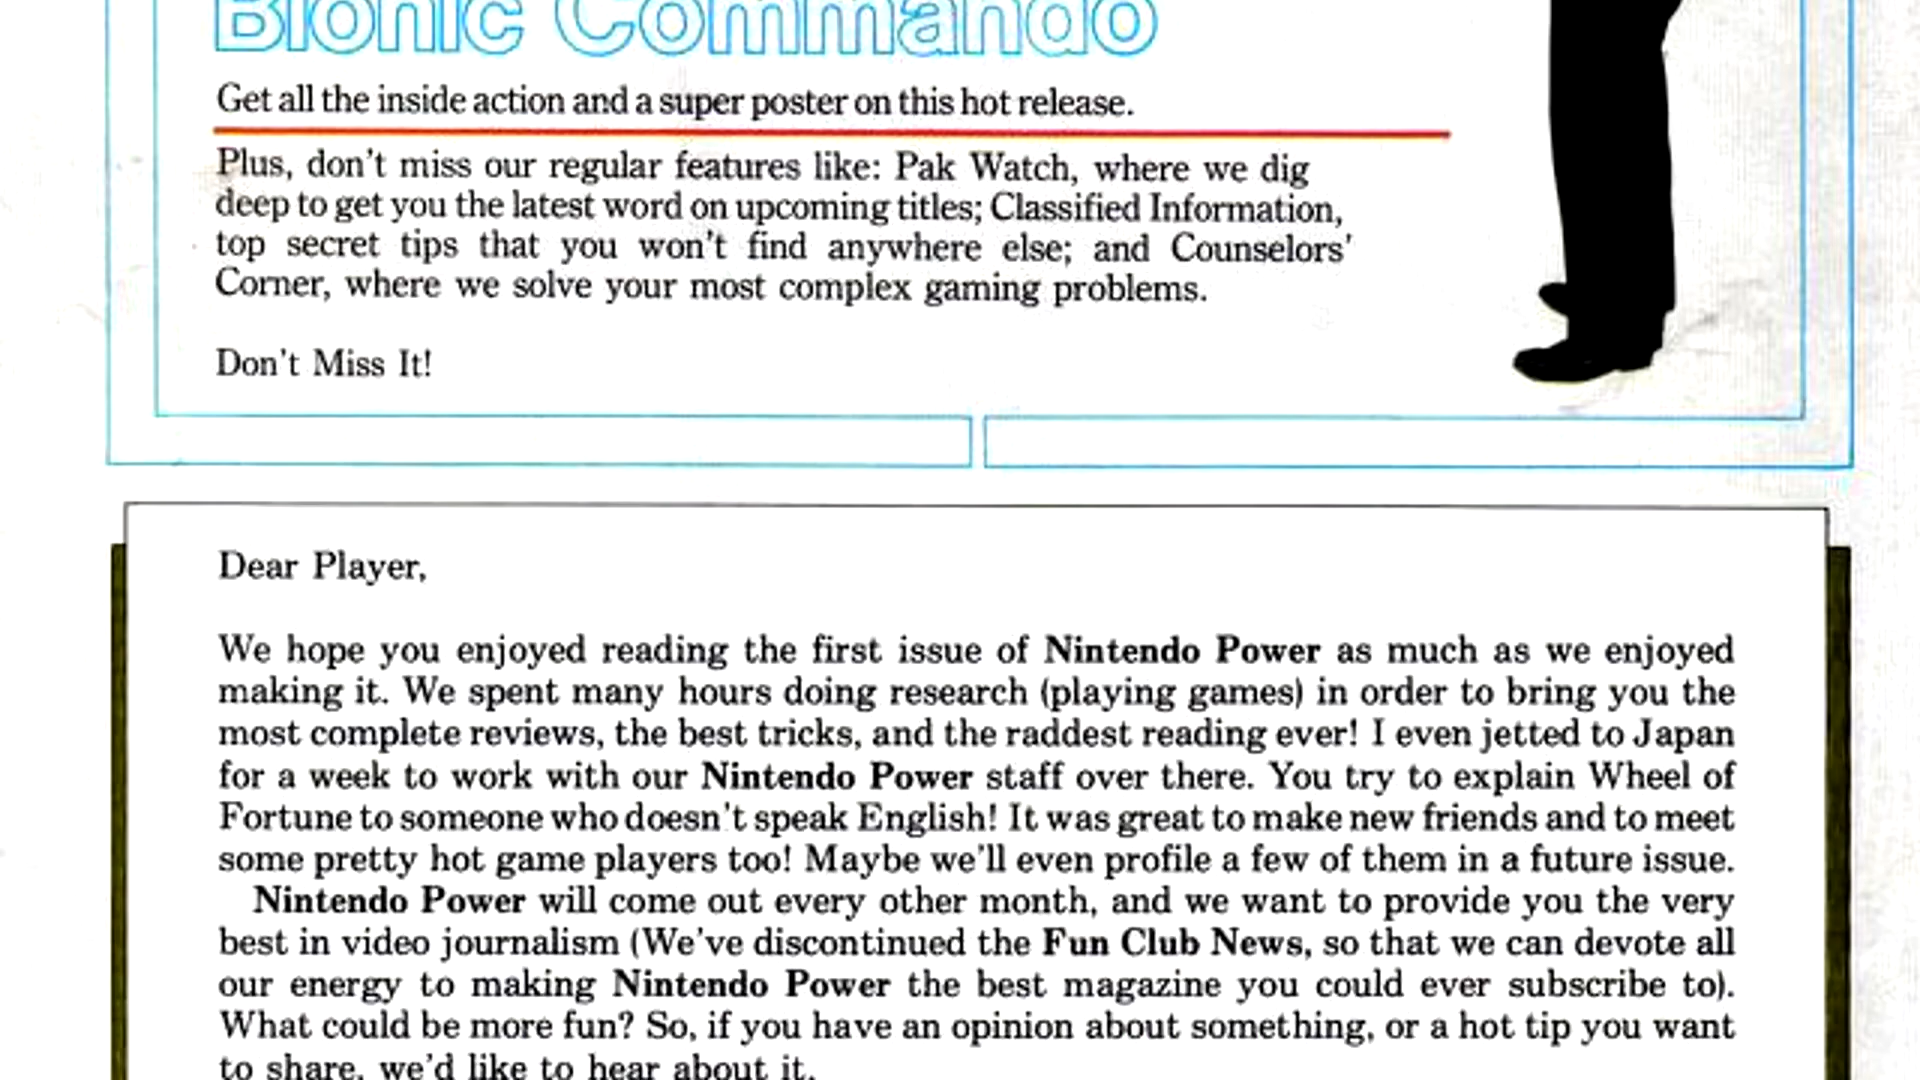 Bionic Commando
Get all the inside action and a super poster on this hot release.
Plus, don't miss our regular features like: Pak Watch, where we dig
deep to get you the latest word on upcoming titles; Classified Information,
top secret tips that you won't find anywhere else; and Counselors'
Corner, where we solve your most complex gaming problems.
Don't Miss It!
Dear Player,
We hope you enjoyed reading the first issue of Nintendo Power as much as we enjoyed
making it. We spent many hours doing research (playing games) in order to bring you the
most complete reviews, the best tricks, and the raddest reading ever! I even jetted to Japan
for a week to work with our Nintendo Power staff over there. You try to explain Wheel of
Fortune to someone who doesn't speak English! It was great to make new friends and to meet
some pretty hot game players too! Maybe we'll even profile a few of them in a future issue.
Nintendo Power will come out every other month, and we want to provide you the very
best in video journalism (We've discontinued the Fun Club News, so that we can devote all
our energy to making Nintendo Power the best magazine you could ever subscribe to).
What could be more fun? So, if you have an opinion about something, or a hot tip you want
to share, we'd like to hear about it.